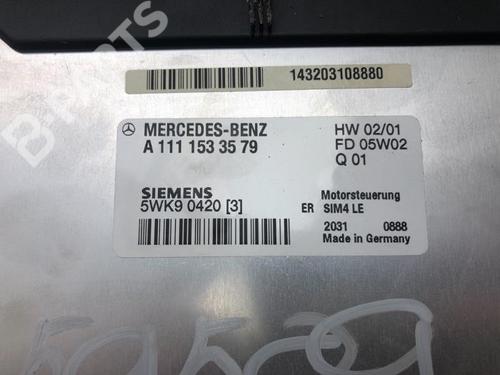 B-PARTS
143203108880
MERCEDES-BENZ
A 111 153 35 79
HW 02/01
FD 05W02
Q 01
SIEMENS
5WK9 0420 [3]
Motorsteuerung
ER SIM4 LE
2031 0888
Made in Germany